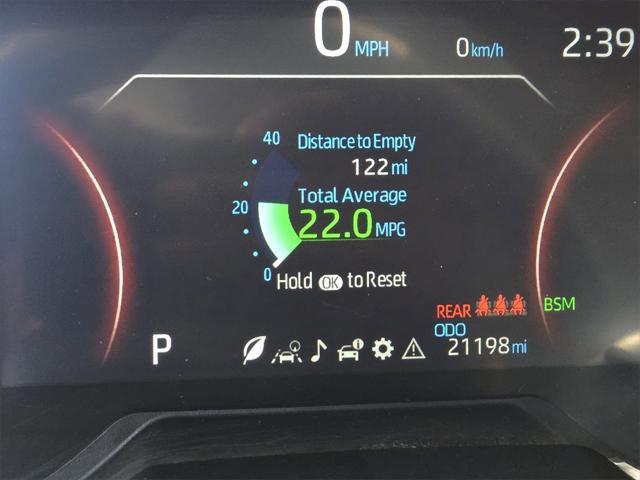 0 MPH 0 km/h 2:39
40 Distance to Empty
122 mi
Total Average
20 22.0 MPG
0 Hold OK to Reset
REAR BSM
ODO
P 21198 mi